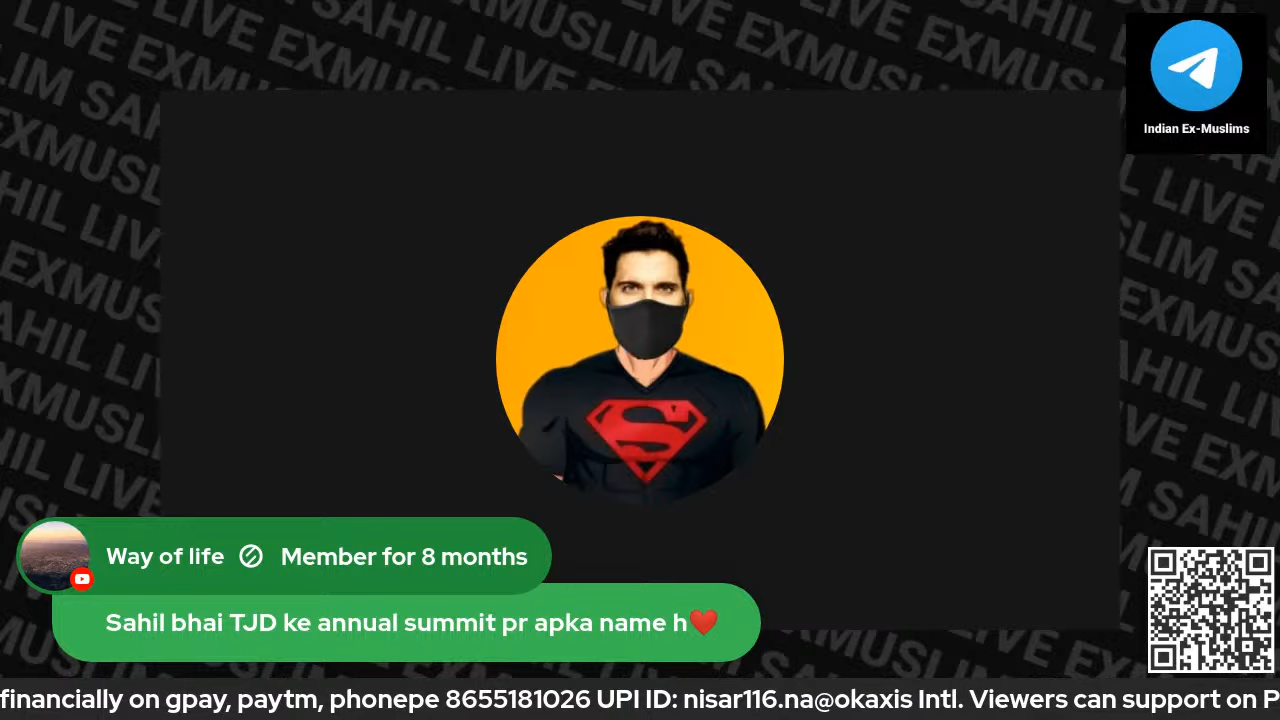 Indian Ex-Muslims
Way of life
Member for 8 months
Sahil bhai TJD ke annual summit pr apka name h❤️
financially on gpay, paytm, phonepe 8655181026 UPI ID: nisar116.na@okaxis Intl. Viewers can support on P